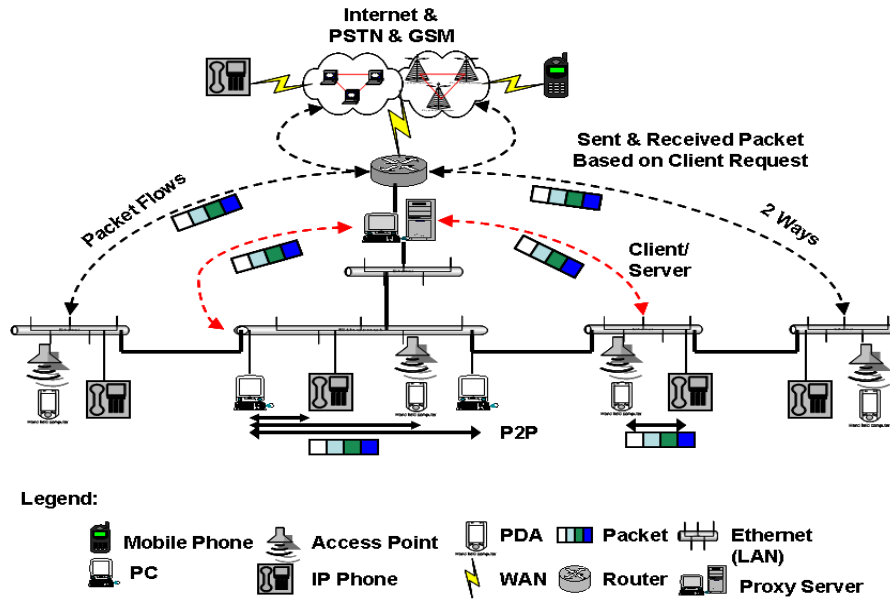 Internet &
PSTN & GSM
Sent & Received Packet
Based on Client Request
Packet Flows
2 Ways
Client/
Server
P2P
Legend:
Mobile Phone
Access Point
PDA
Packet
Ethernet
(LAN)
PC
IP Phone
WAN
Router
Proxy Server